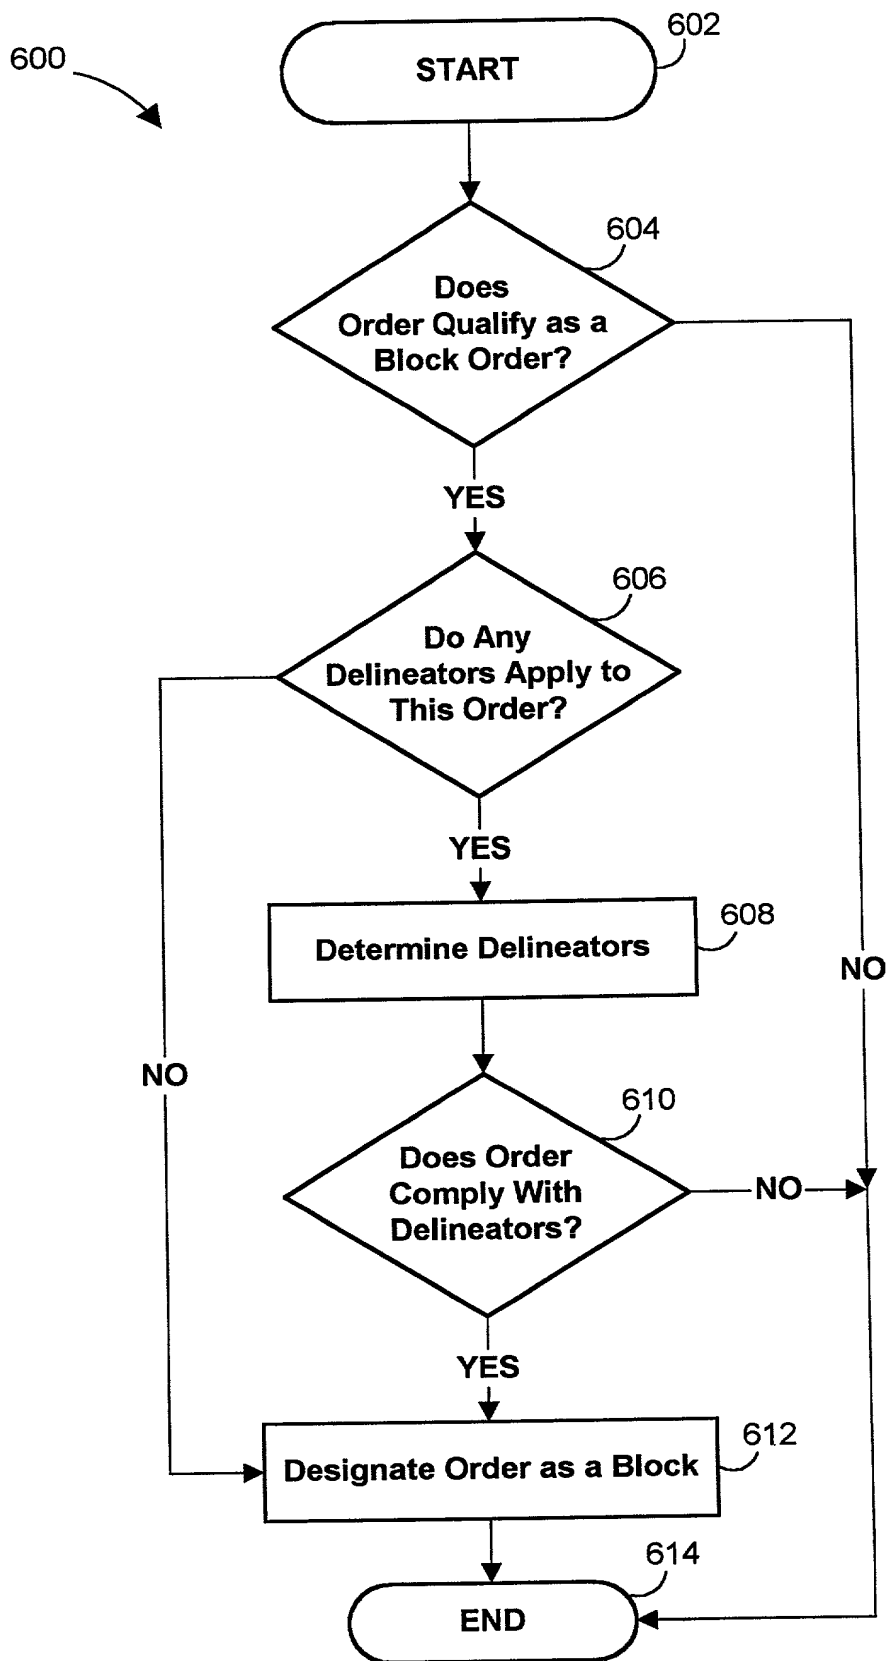 602
600
START
604
Does
Order Qualify as a
Block Order?
YES
606
Do Any
Delineators Apply to
This Order?
YES
608
Determine Delineators
NO
NO
610
Does Order
Comply With
Delineators?
NO
YES
612
Designate Order as a Block
614
END